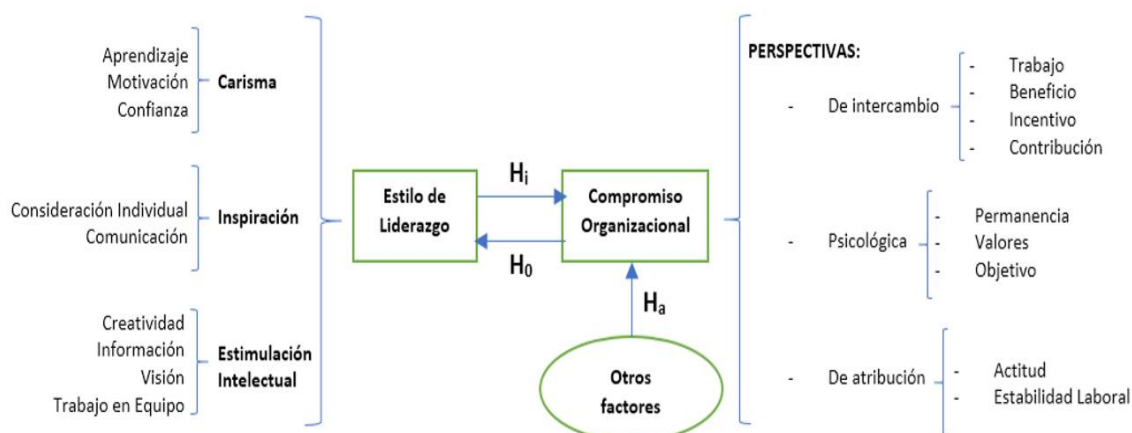 Aprendizaje
Motivación
Confianza
Carisma
Consideración Individual
Comunicación
Inspiración
Creatividad
Información
Visión
Trabajo en Equipo
Estimulación
Intelectual
Estilo de
Liderazgo
Hi
H0
Compromiso
Organizacional
Ha
Otros
factores
PERSPECTIVAS:
- De intercambio
- Trabajo
- Beneficio
- Incentivo
- Contribución
- Psicológica
- Permanencia
- Valores
- Objetivo
- De atribución
- Actitud
- Estabilidad Laboral